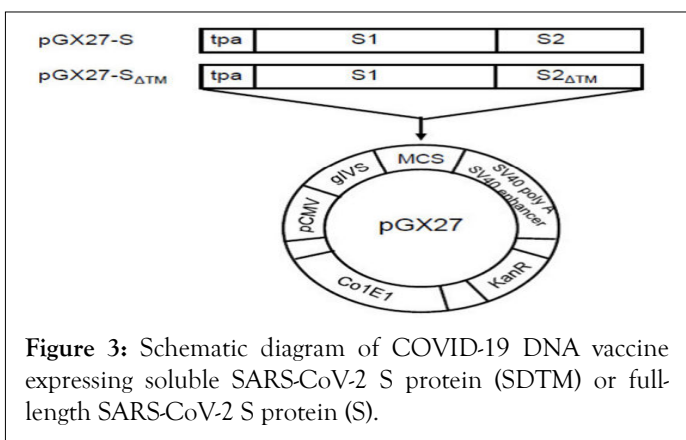 pGX27-S tpa S1 S2
pGX27-SΔTM tpa S1 S2ΔTM
MCS
gIVS
SV40 poly A
SV40 enhancer
pCMV
pGX27
Co1E1
KanR
Figure 3: Schematic diagram of COVID-19 DNA vaccine
expressing soluble SARS-CoV-2 S protein (SDTM) or full-
length SARS-CoV-2 S protein (S).